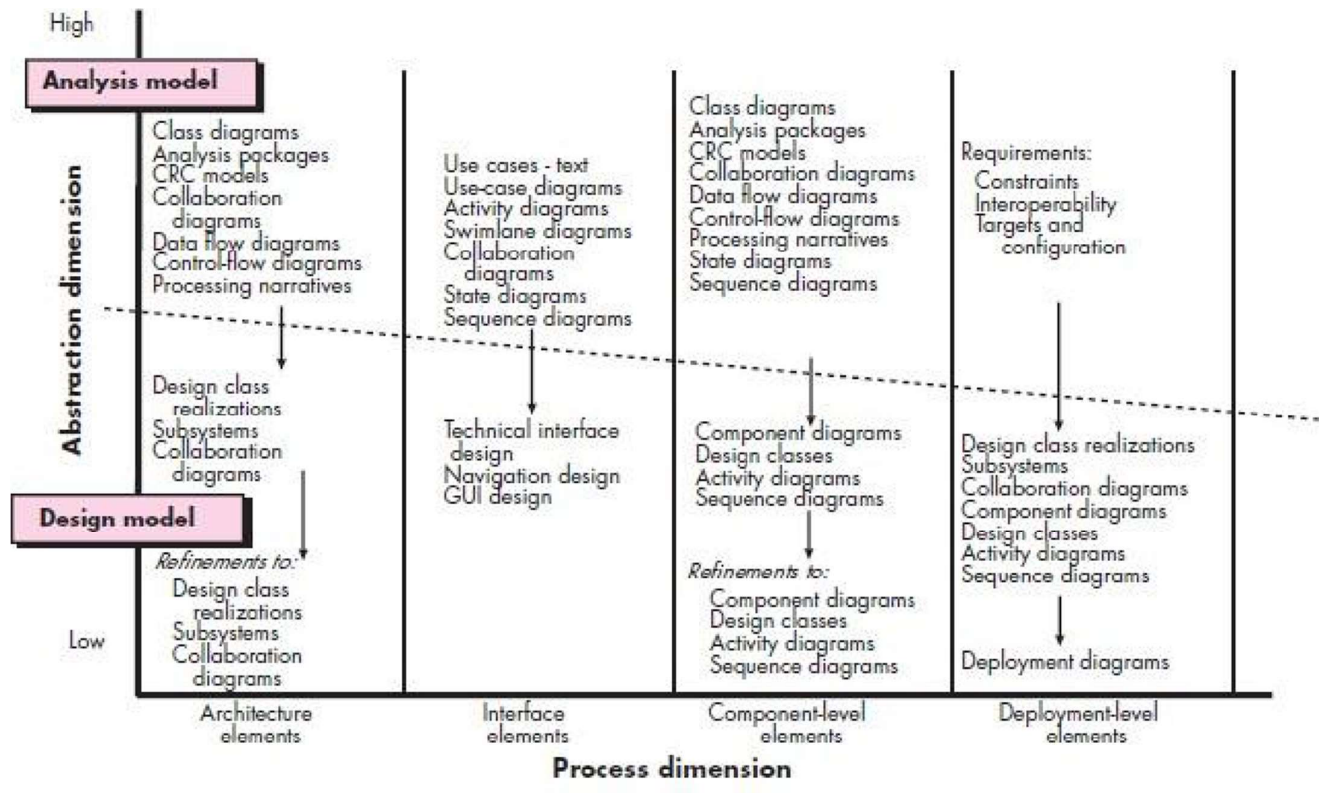 High
Analysis model
Abstraction dimension
Class diagrams
Analysis packages
CRC models
Collaboration
diagrams
Data flow diagrams
Control-flow diagrams
Processing narratives
Design class
realizations
Subsystems
Collaboration
diagrams
Design model
Refinements to:
Design class
realizations
Subsystems
Collaboration
diagrams
Low
Use cases - text
Use-case diagrams
Activity diagrams
Swimlane diagrams
Collaboration
diagrams
State diagrams
Sequence diagrams
Technical interface
design
Navigation design
GUI design
Class diagrams
Analysis packages
CRC models
Collaboration diagrams
Data flow diagrams
Control-flow diagrams
Processing narratives
State diagrams
Sequence diagrams
Component diagrams
Design classes
Activity diagrams
Sequence diagrams
Refinements to:
Component diagrams
Design classes
Activity diagrams
Sequence diagrams
Requirements:
Constraints
Interoperability
Targets and
configuration
Design class realizations
Subsystems
Collaboration diagrams
Component diagrams
Design classes
Activity diagrams
Sequence diagrams
Deployment diagrams
Architecture
elements
Interface
elements
Component-level
elements
Deployment-level
elements
Process dimension